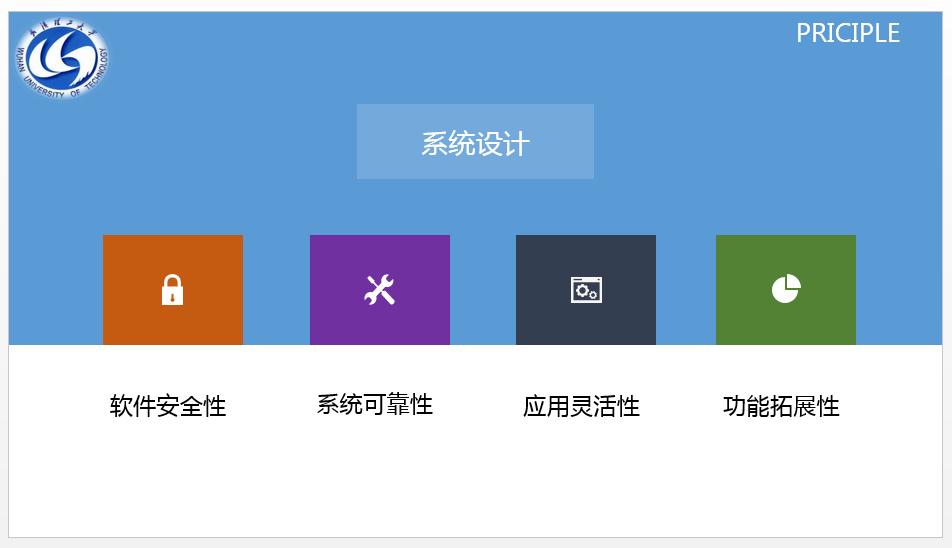 武汉理工大学
WUHAN UNIVERSITY OF TECHNOLOGY
PRICIPLE
系统设计
软件安全性
系统可靠性
应用灵活性
功能拓展性